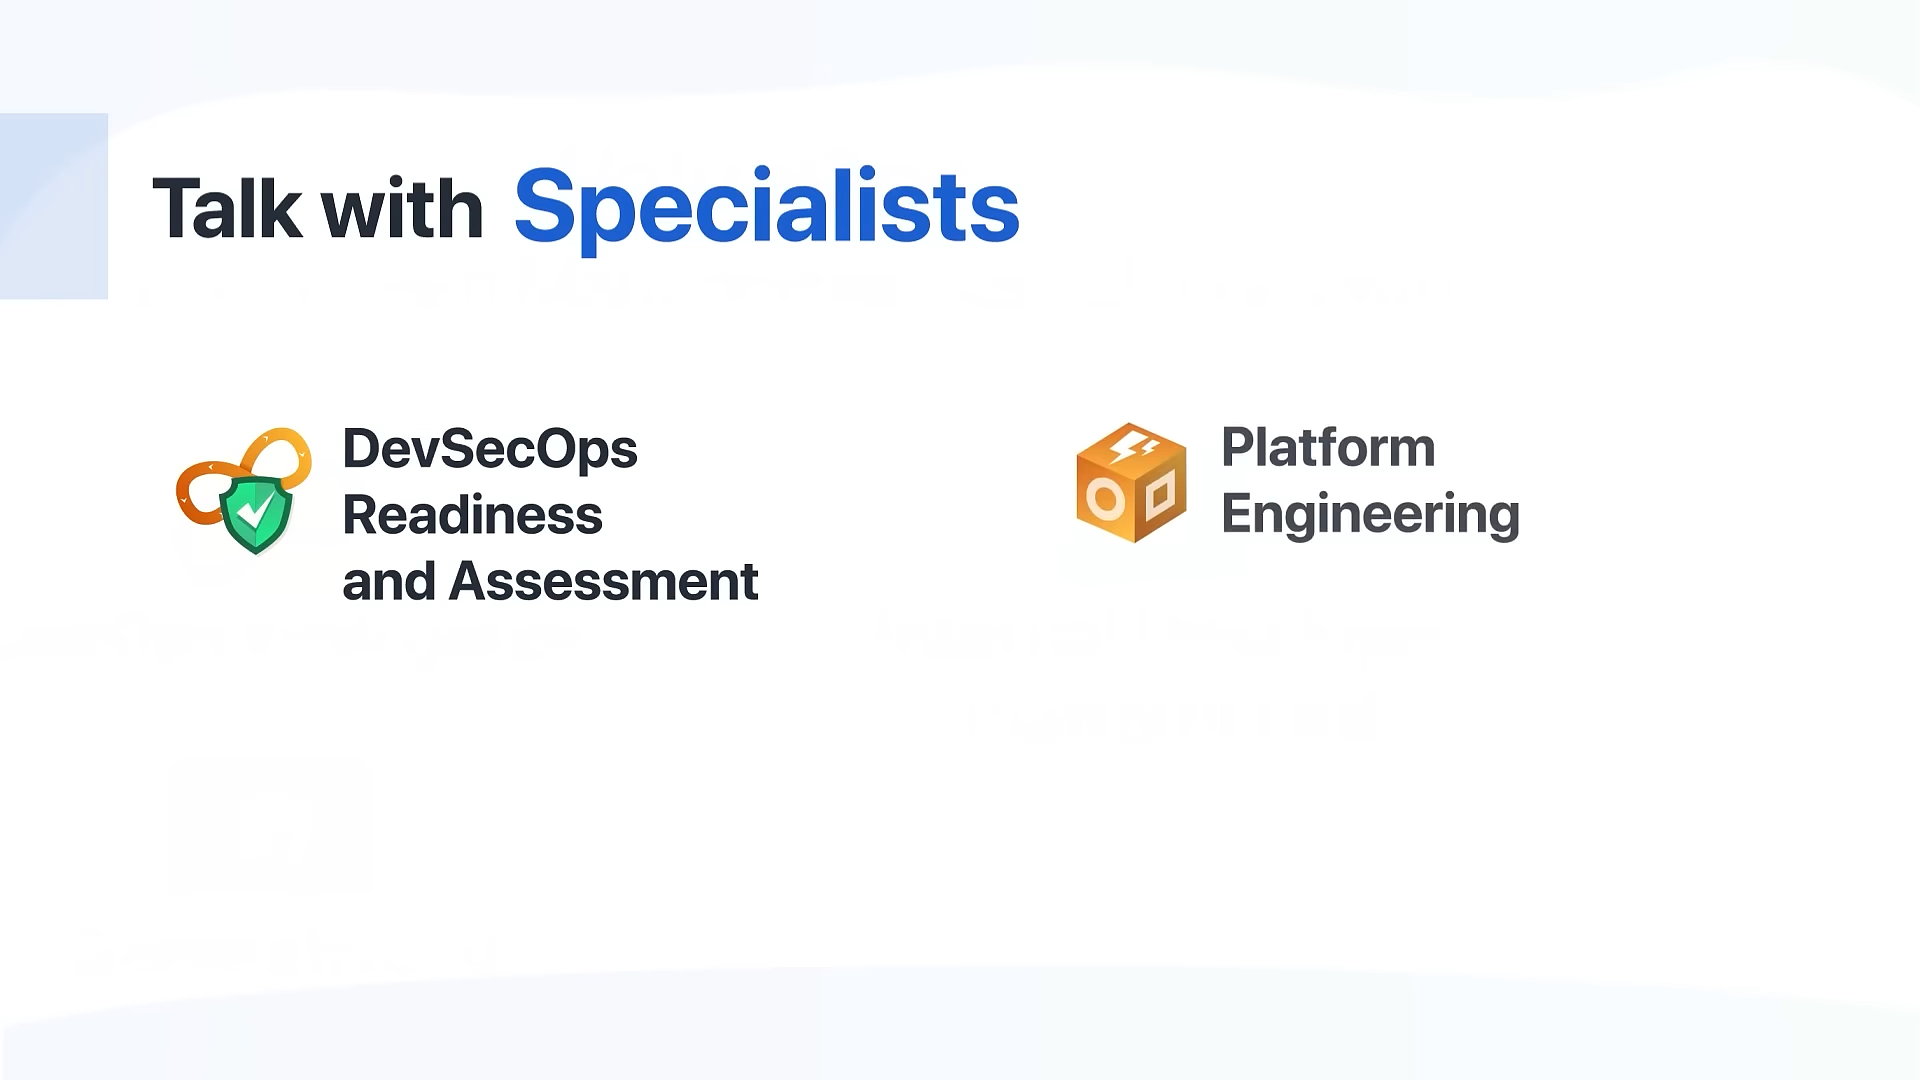 Talk with Specialists
DevSecOps
Readiness
and Assessment
Platform
Engineering